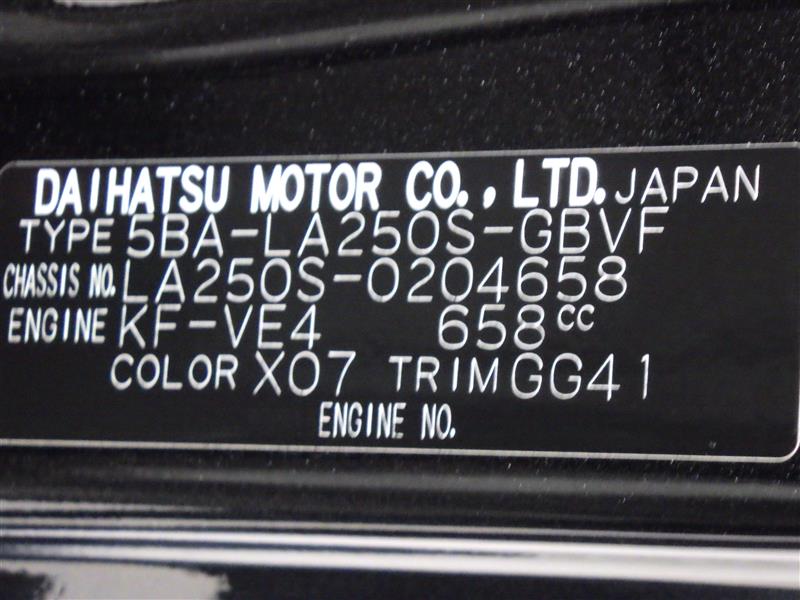 DAIHATSU MOTOR CO., LTD. JAPAN
TYPE 5BA-LA250S-GBVF
CHASSIS NO. LA250S-0204658
ENGINE KF-VE4 658cc
COLOR X07 TRIM GG41
ENGINE NO.